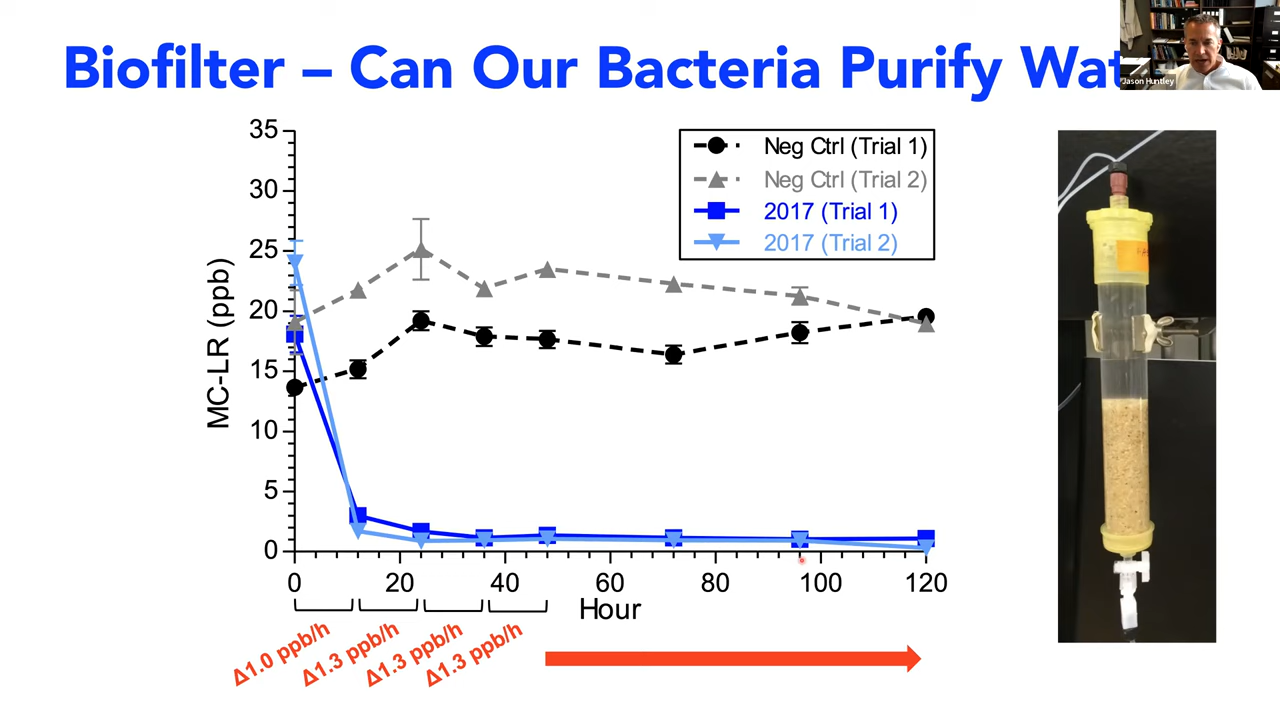 Biofilter – Can Our Bacteria Purify Wat
Jason Huntley
35
30
25
20
15
10
5
0
MC-LR (ppb)
Neg Ctrl (Trial 1)
Neg Ctrl (Trial 2)
2017 (Trial 1)
2017 (Trial 2)
0 20 40 60 80 100 120
Hour
Δ1.0 ppb/h
Δ1.3 ppb/h
Δ1.3 ppb/h
Δ1.3 ppb/h